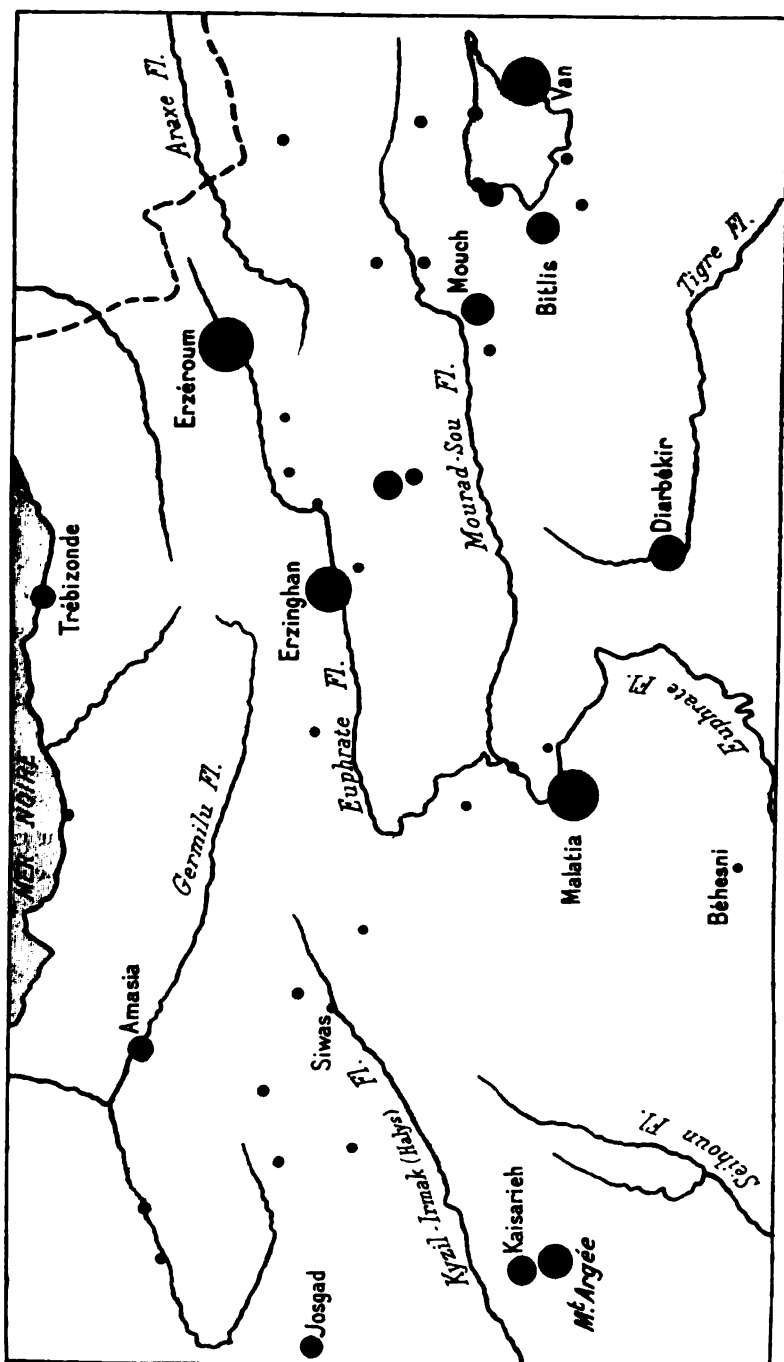 MER - NOIRE
Trébizonde
Araxe Fl.
Erzéroum
Germilu Fl.
Amasia
Erzinghan
Euphrate Fl.
Van
Mouch
Bitlis
Mourad-Sou Fl.
Tigre Fl.
Diarbékir
Euphrate Fl.
Malatia
Béhesni
Siwas
Kyzil-Irmak (Halys) Fl.
Seihoun Fl.
Kaisarieh
Mt. Argée
Josgad